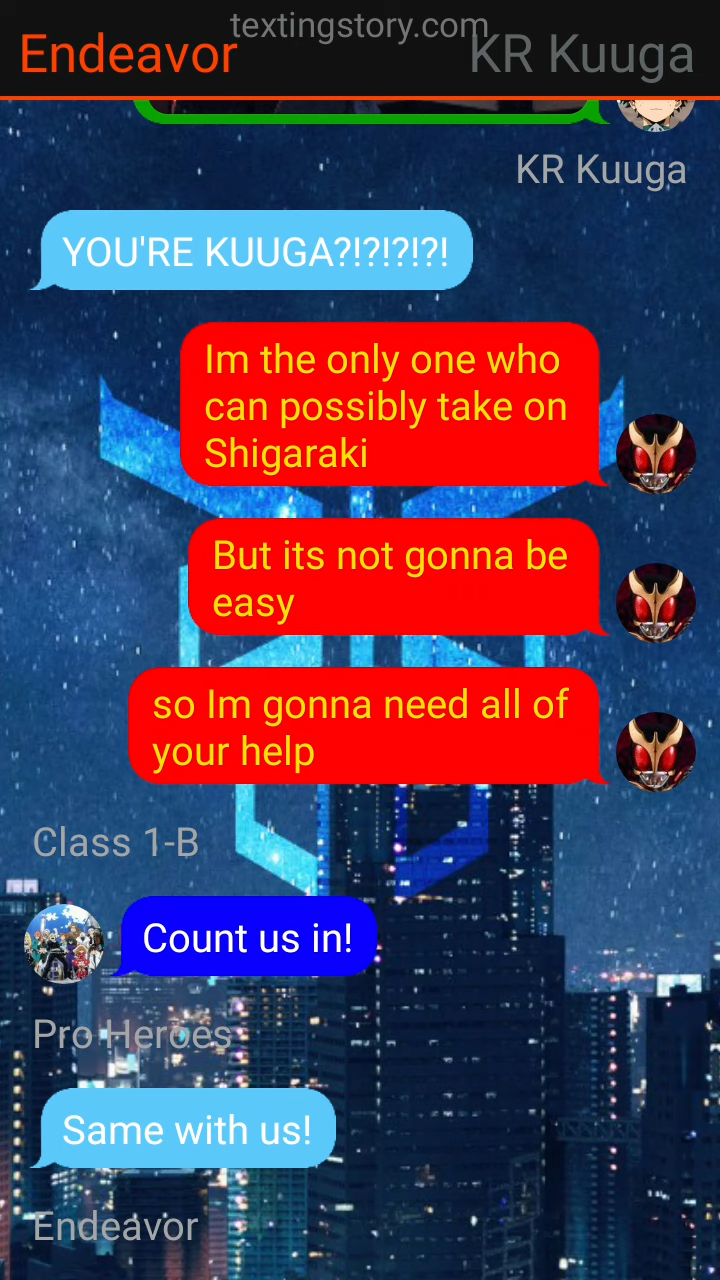 textingstory.com
Endeavor
KR Kuuga
KR Kuuga
YOU'RE KUUGA?!?!?!?!
Im the only one who
can possibly take on
Shigaraki
But its not gonna be
easy
so Im gonna need all of
your help
Class 1-B
Count us in!
Pro Heroes
Same with us!
Endeavor